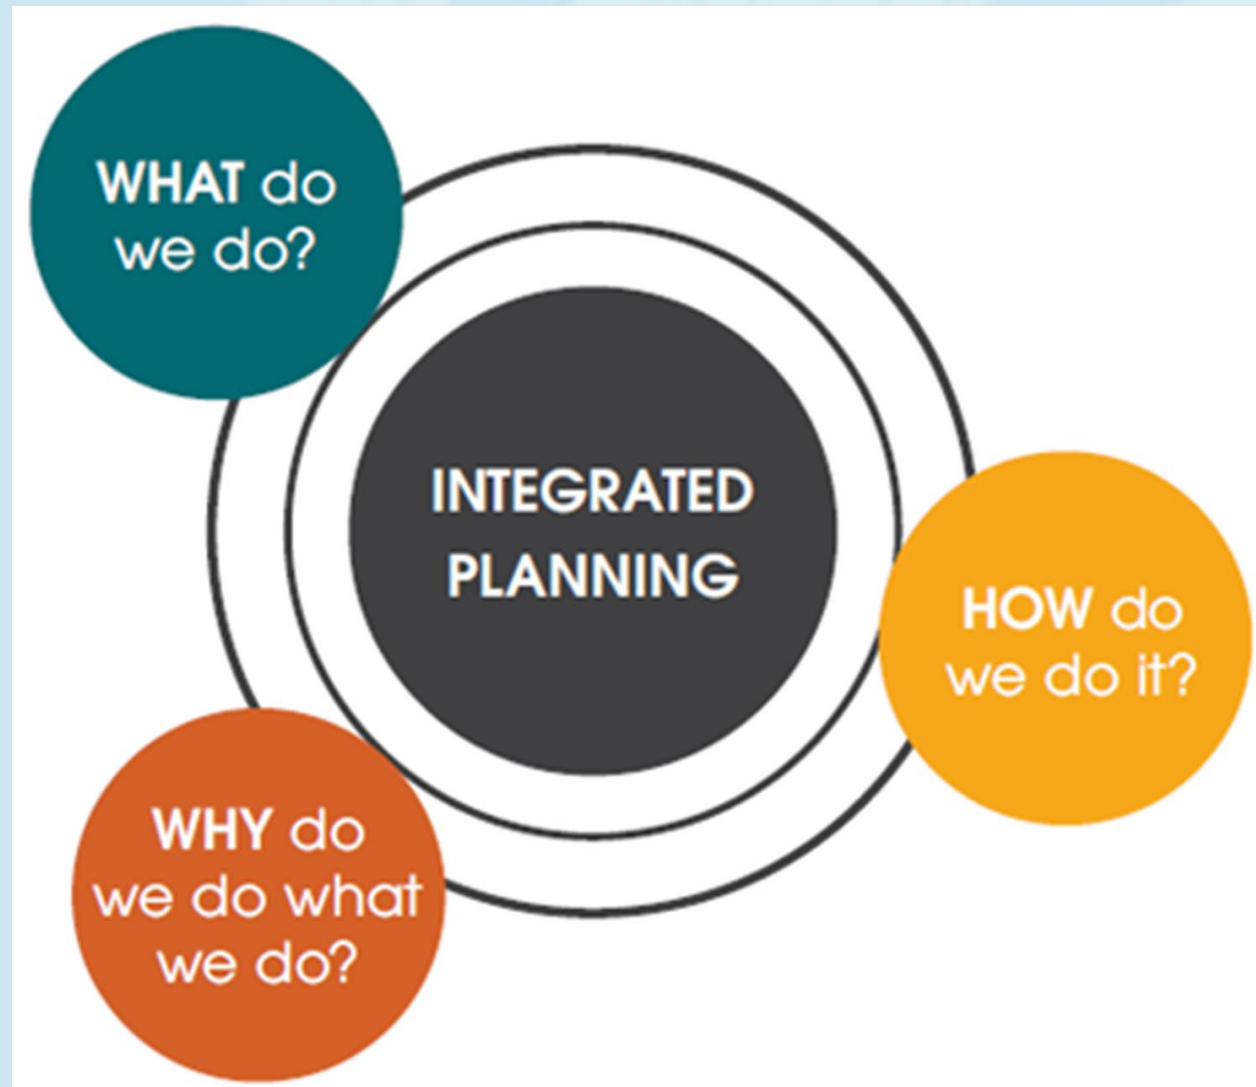 WHAT do
we do?
INTEGRATED
PLANNING
HOW do
we do it?
WHY do
we do what
we do?